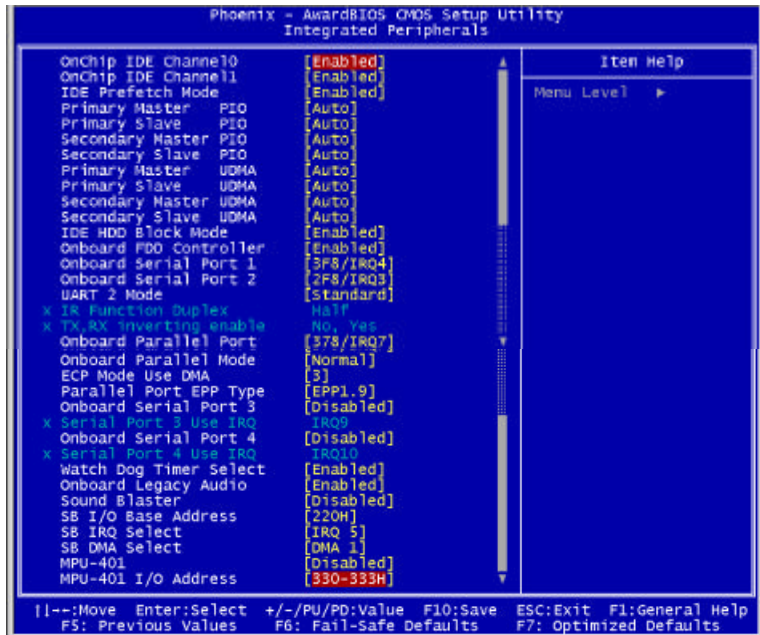 Phoenix - AwardBIOS CMOS Setup Utility
Integrated Peripherals
OnChip IDE Channel0 [Enabled]
OnChip IDE Channel1 [Enabled]
IDE Prefetch Mode [Enabled]
Primary Master PIO [Auto]
Primary Slave PIO [Auto]
Secondary Master PIO [Auto]
Secondary Slave PIO [Auto]
Primary Master UDMA [Auto]
Primary Slave UDMA [Auto]
Secondary Master UDMA [Auto]
Secondary Slave UDMA [Auto]
IDE HDD Block Mode [Enabled]
Onboard FDD Controller [Enabled]
Onboard Serial Port 1 [3F8/IRQ4]
Onboard Serial Port 2 [2F8/IRQ3]
UART 2 Mode [Standard]
x IR Function Duplex Half
x TX,RX inverting enable No, Yes
Onboard Parallel Port [378/IRQ7]
Onboard Parallel Mode [Normal]
ECP Mode Use DMA [3]
Parallel Port EPP Type [EPP1.9]
Onboard Serial Port 3 [Disabled]
x Serial Port 3 Use IRQ IRQ9
Onboard Serial Port 4 [Disabled]
x Serial Port 4 Use IRQ IRQ10
Watch Dog Timer Select [Enabled]
Onboard Legacy Audio [Enabled]
Sound Blaster [Disabled]
SB I/O Base Address [220H]
SB IRQ Select [IRQ 5]
SB DMA Select [DMA 1]
MPU-401 [Disabled]
MPU-401 I/O Address [330-333H]
Item Help
Menu Level ►
↑↓→←:Move Enter:Select +/-/PU/PD:Value F10:Save ESC:Exit F1:General Help
F5: Previous Values F6: Fail-Safe Defaults F7: Optimized Defaults